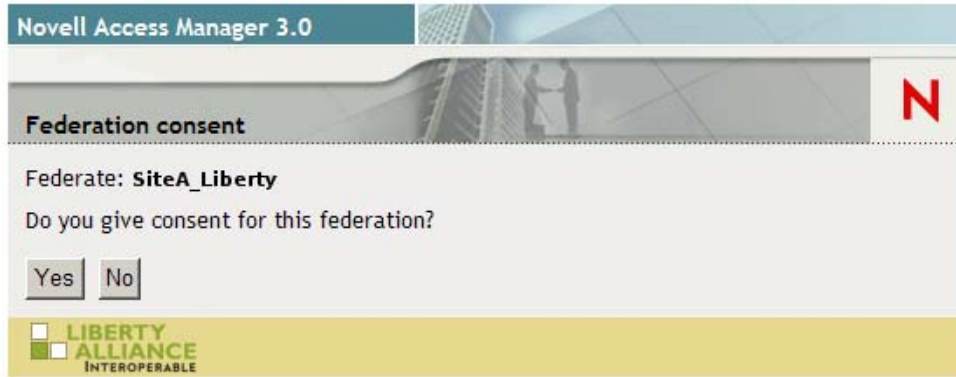 Novell Access Manager 3.0
N
Federation consent
Federate: SiteA_Liberty
Do you give consent for this federation?
Yes No
LIBERTY
ALLIANCE
INTEROPERABLE